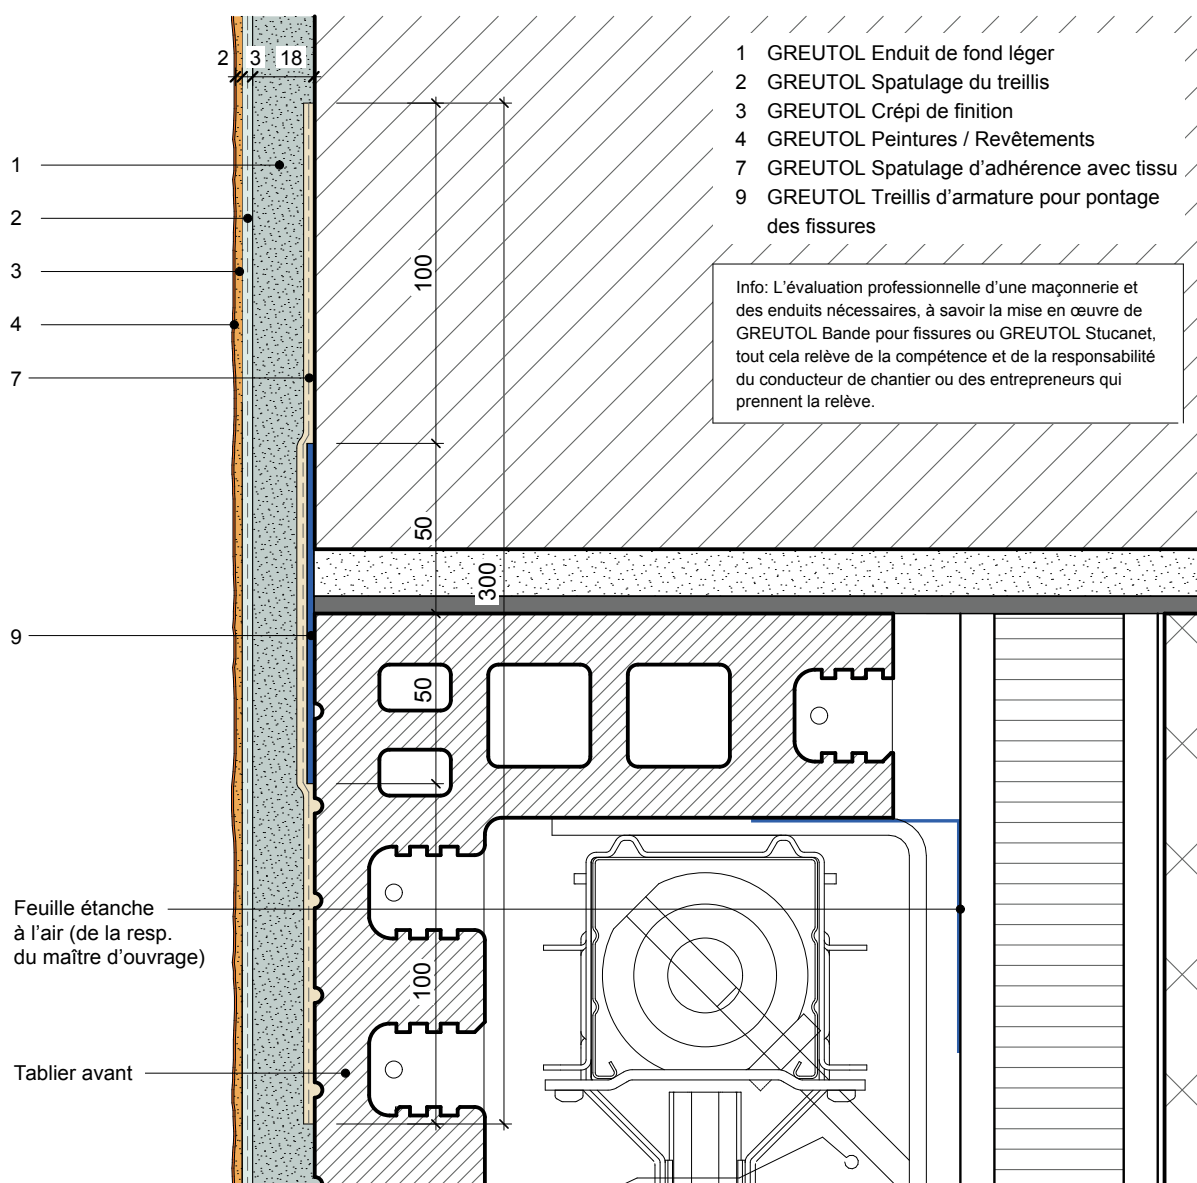 2 3 18
1 GREUTOL Enduit de fond léger
2 GREUTOL Spatulage du treillis
3 GREUTOL Crépi de finition
4 GREUTOL Peintures / Revêtements
7 GREUTOL Spatulage d'adhérence avec tissu
9 GREUTOL Treillis d'armature pour pontage
des fissures
Info: L'évaluation professionelle d'une maçonnerie et
des enduits nécessaires, à savoir la mise en œuvre de
GREUTOL Bande pour fissures ou GREUTOL Stucanet,
tout cela relève de la compétence et de la responsabilité
du conducteur de chantier ou des entrepreneurs qui
prennent la relève.
1
2
3
4
7
9
100
50
300
50
100
Feuille étanche
à l'air (de la resp.
du maître d'ouvrage)
Tablier avant